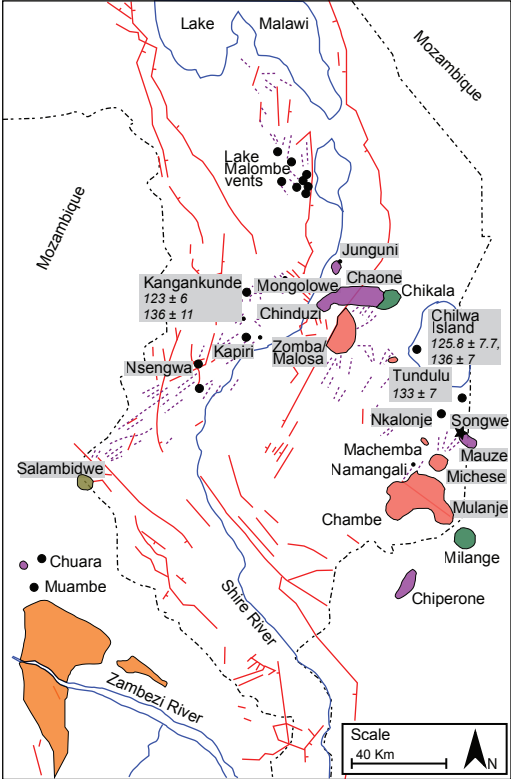 Lake Malawi
Mozambique
Mozambique
Lake
Malombe
vents
Junguni
Kangankunde
123 ± 6
136 ± 11
Mongolowe
Chaone
Chikala
Chinduzi
Chilwa
Island
125.8 ± 7.7,
136 ± 7
Zomba/
Malosa
Kapiri
Nsengwa
Tundulu
133 ± 7
Nkalonje
Songwe
Machemba
Mauze
Namangali
Michese
Salambidwe
Mulanje
Chambe
Milange
Chuara
Muambe
Chiperone
Shire River
Zambezi River
Scale
40 Km
N